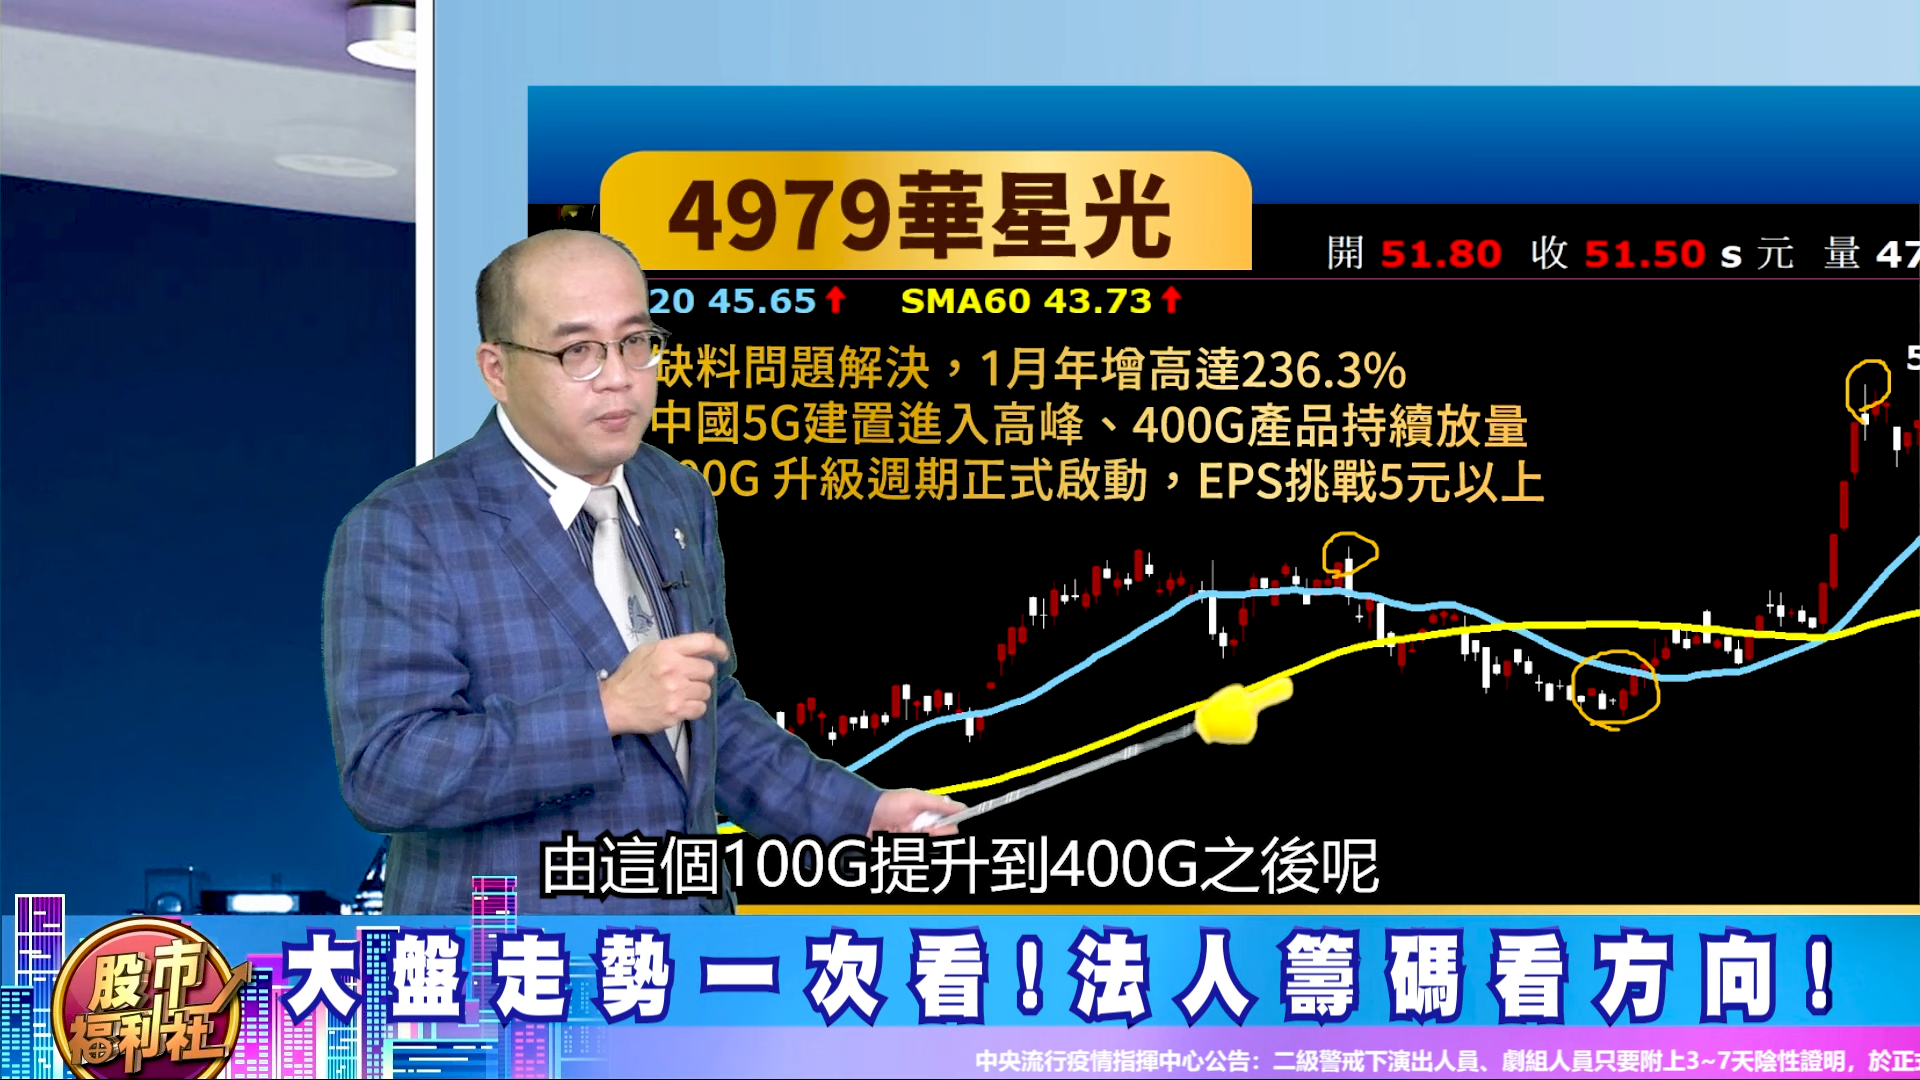 4979華星光
開 51.80 收 51.50 s 元 量 47
20 45.65↑ SMA60 43.73↑
缺料問題解決，1月年增高達236.3%
中國5G建置進入高峰、400G產品持續放量
00G 升級週期正式啟動，EPS挑戰5元以上
5
由這個100G提升到400G之後呢
股市福利社
大盤走勢一次看!法人籌碼看方向!
中央流行疫情指揮中心公告：二級警戒下演出人員、劇組人員只要附上3~7天陰性證明，於正